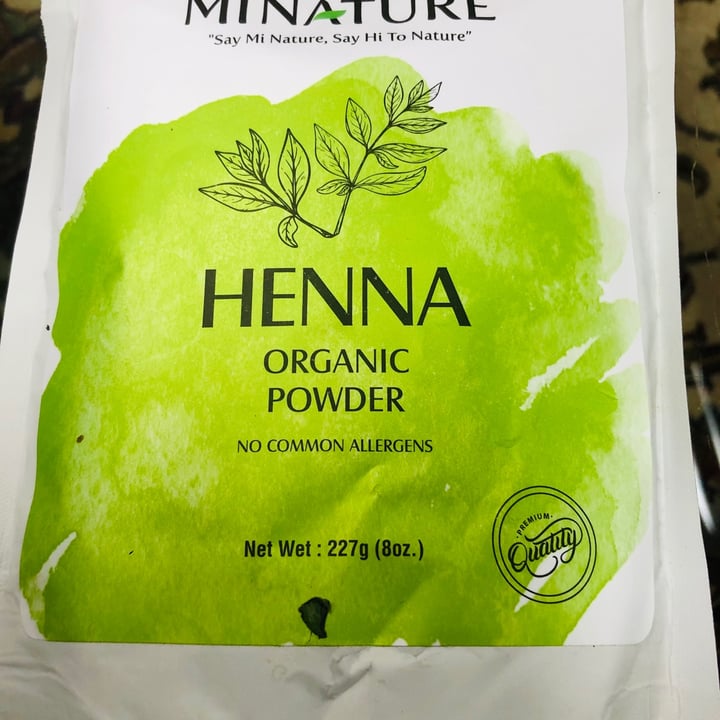 MINATURE
"Say Mi Nature, Say Hi To Nature"
HENNA
ORGANIC
POWDER
NO COMMON ALLERGENS
Net Wet : 227g (8oz.)
· PREMIUM ·
Quality